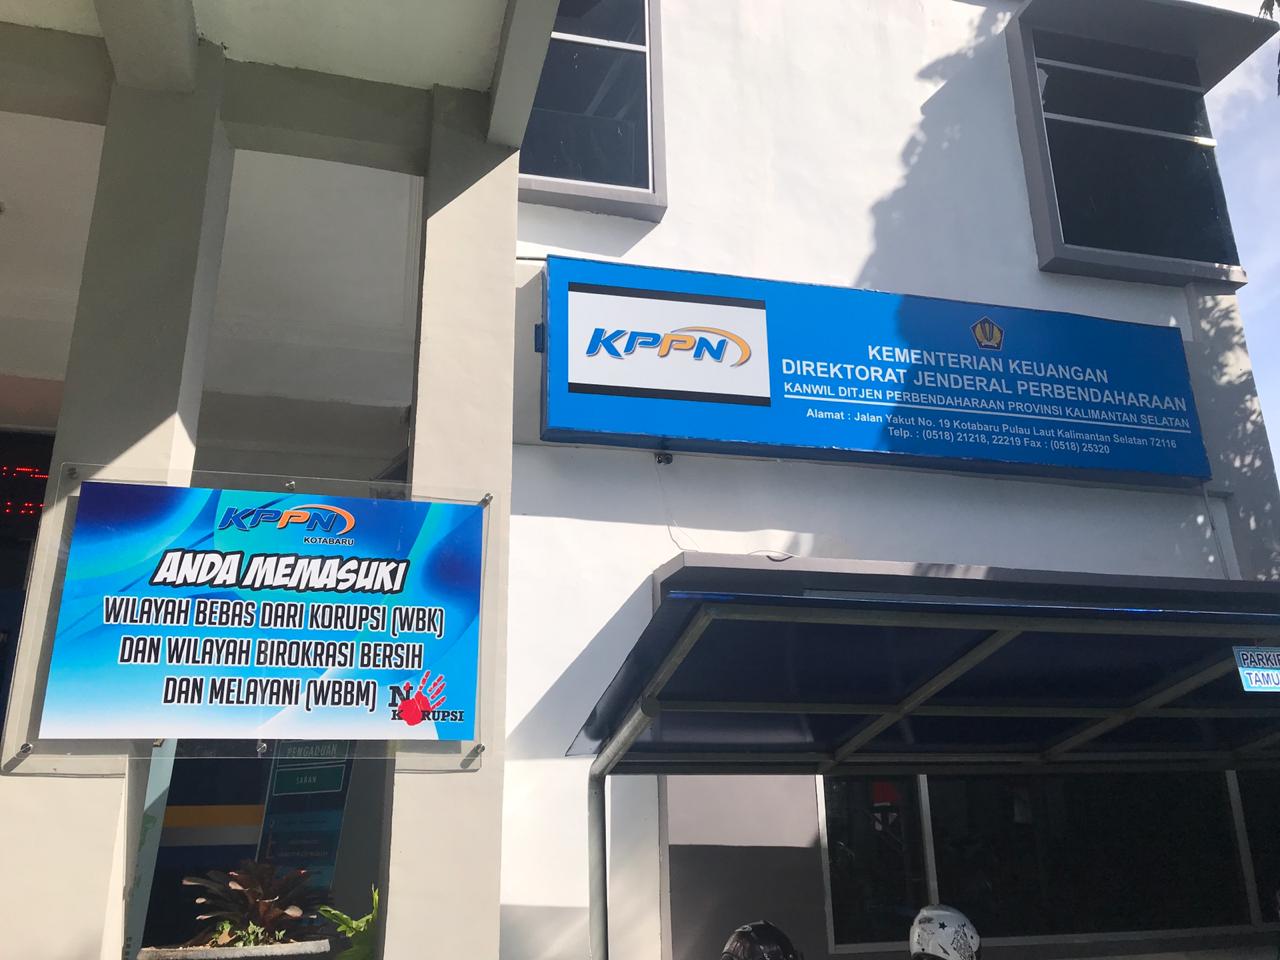 KPPN
KEMENTERIAN KEUANGAN
DIREKTORAT JENDERAL PERBENDAHARAAN
KANWIL DITJEN PERBENDAHARAAN PROVINSI KALIMANTAN SELATAN
Alamat : Jalan Yakut No. 19 Kotabaru Pulau Laut Kalimantan Selatan 72116
Telp. : (0518) 21218, 22219 Fax : (0518) 25320
KPPN
KOTABARU
ANDA MEMASUKI
WILAYAH BEBAS DARI KORUPSI (WBK)
DAN WILAYAH BIROKRASI BERSIH
DAN MELAYANI (WBBM)
NO
KORUPSI
PENGADUAN
SARAN
PARKIR
TAMU